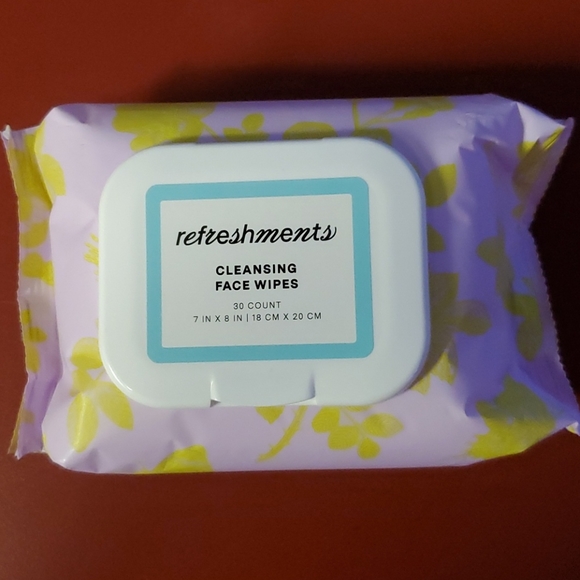 refreshments
CLEANSING
FACE WIPES
30 COUNT
7 IN X 8 IN | 18 CM X 20 CM